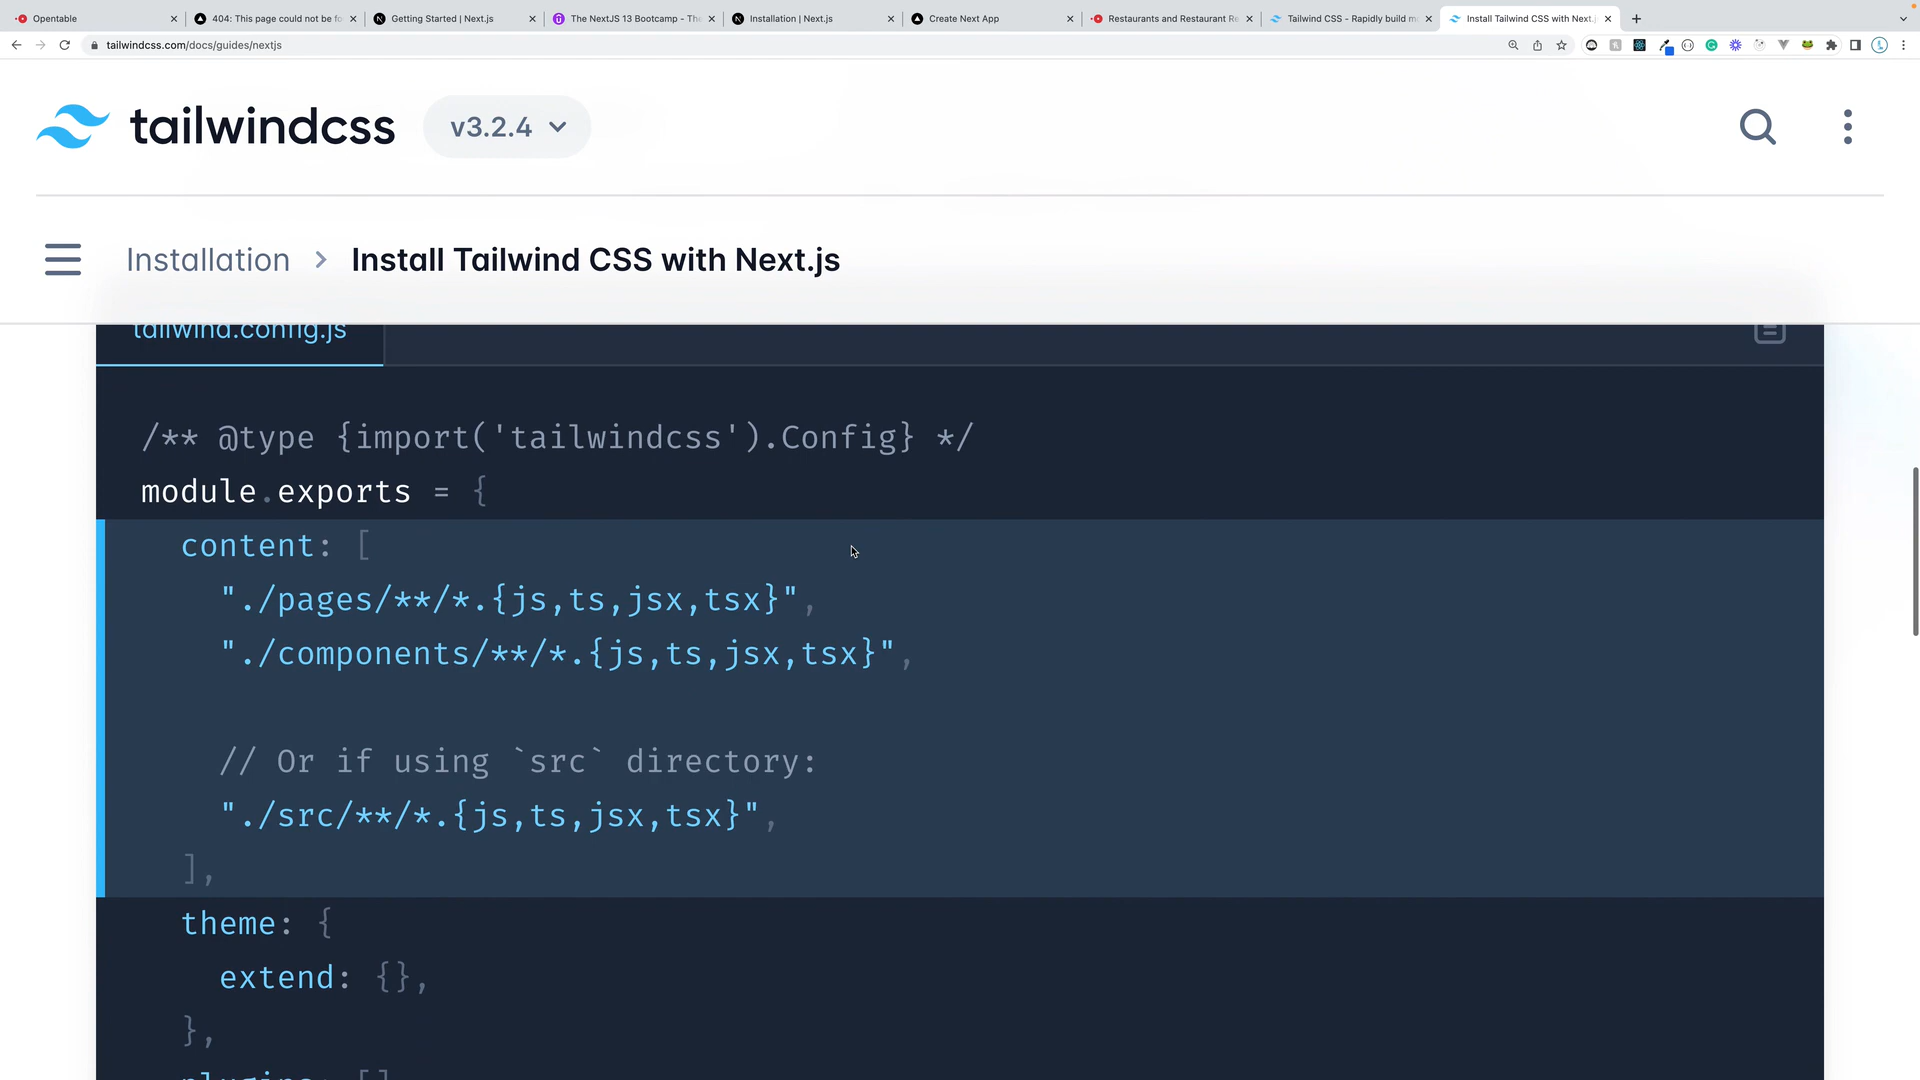 Opentable
404: This page could not be fo
Getting Started | Next.js
The NextJS 13 Bootcamp - The
Installation | Next.js
Create Next App
Restaurants and Restaurant Re
Tailwind CSS - Rapidly build m
Install Tailwind CSS with Next.j
tailwindcss.com/docs/guides/nextjs
tailwindcss
v3.2.4
Installation > Install Tailwind CSS with Next.js
tailwind.config.js
/** @type {import('tailwindcss').Config} */
module.exports = {
content: [
"./pages/**/*.{js,ts,jsx,tsx}",
"./components/**/*.{js,ts,jsx,tsx}",
// Or if using `src` directory:
"./src/**/*.{js,ts,jsx,tsx}",
],
theme: {
extend: {},
},
plugins: []